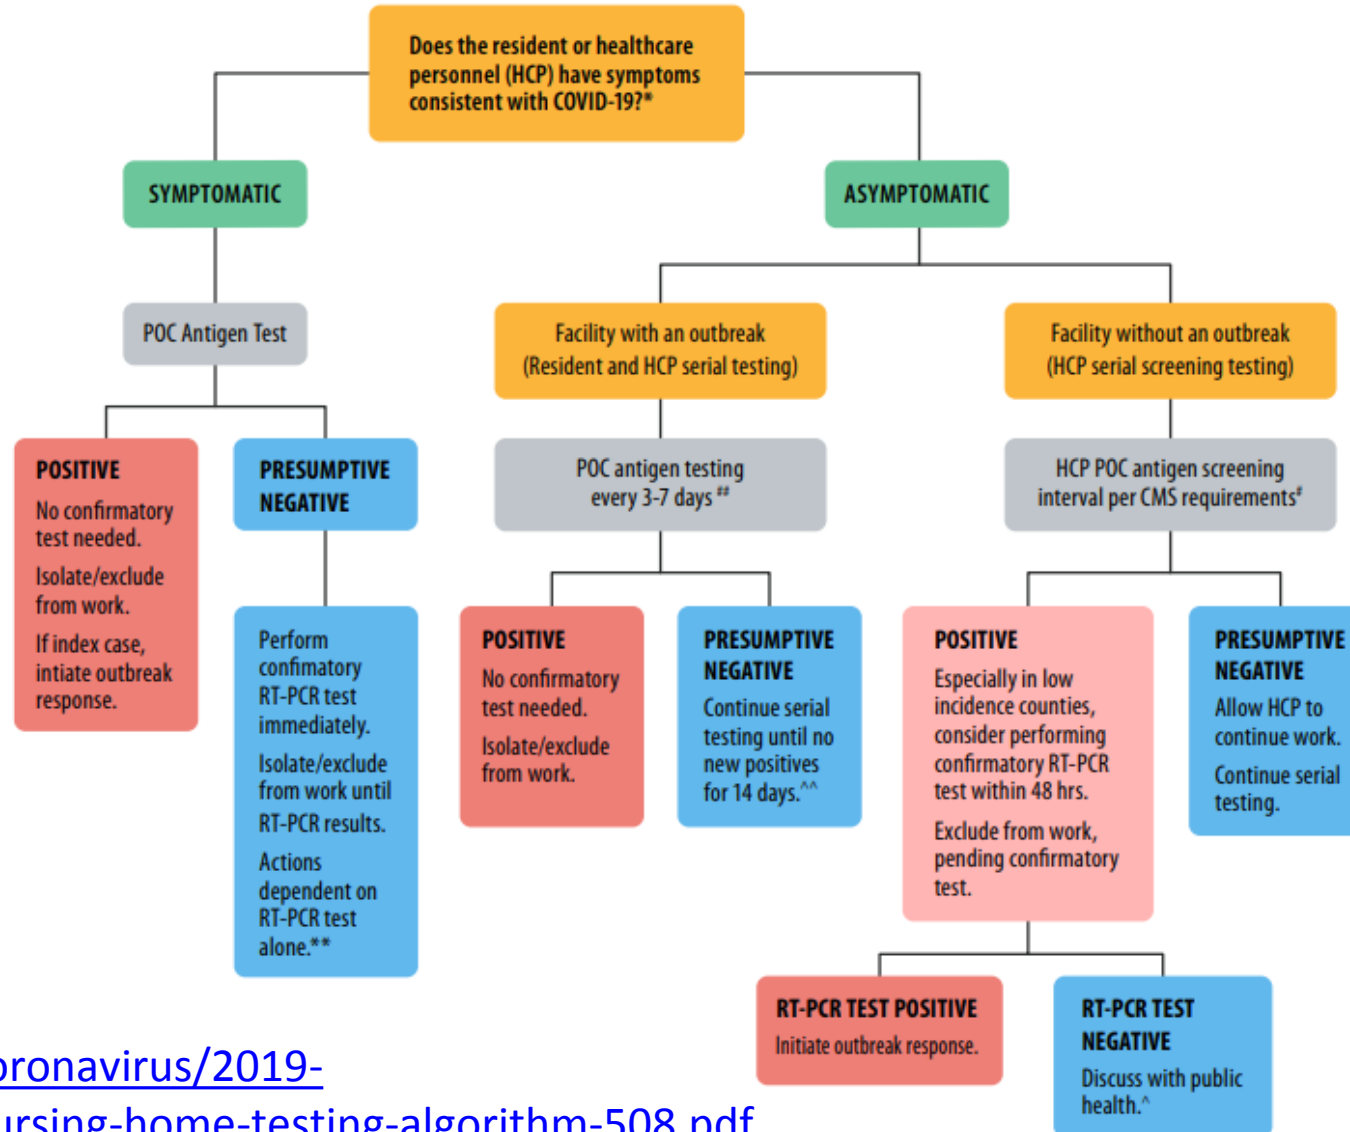 Does the resident or healthcare
personnel (HCP) have symptoms
consistent with COVID-19?*
SYMPTOMATIC
ASYMPTOMATIC
POC Antigen Test
Facility with an outbreak
(Resident and HCP serial testing)
Facility without an outbreak
(HCP serial screening testing)
POSITIVE
No confirmatory
test needed.
Isolate/exclude
from work.
If index case,
intiate outbreak
response.
PRESUMPTIVE
NEGATIVE
Perform
confimatory
RT-PCR test
immediately.
Isolate/exclude
from work until
RT-PCR results.
Actions
dependent on
RT-PCR test
alone.**
POC antigen testing
every 3-7 days ##
HCP POC antigen screening
interval per CMS requirements#
POSITIVE
No confirmatory
test needed.
Isolate/exclude
from work.
PRESUMPTIVE
NEGATIVE
Continue serial
testing until no
new positives
for 14 days.^^
POSITIVE
Especially in low
incidence counties,
consider performing
confirmatory RT-PCR
test within 48 hrs.
Exclude from work,
pending confirmatory
test.
PRESUMPTIVE
NEGATIVE
Allow HCP to
continue work.
Continue serial
testing.
RT-PCR TEST POSITIVE
Initiate outbreak response.
RT-PCR TEST
NEGATIVE
Discuss with public
health.^
oronavirus/2019-
ursing-home-testing-algorithm-508.pdf